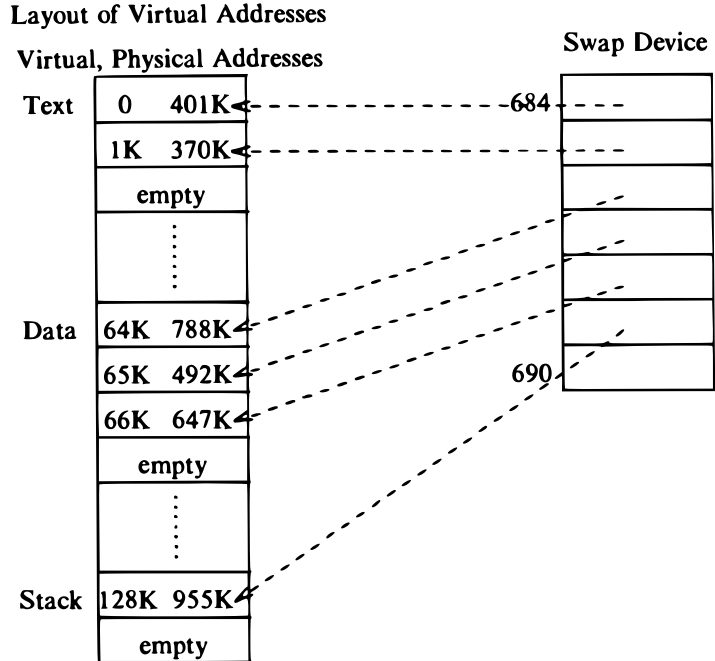 Layout of Virtual Addresses
Virtual, Physical Addresses
Swap Device
Text 0 401K 684
1K 370K
empty
Data 64K 788K
65K 492K 690
66K 647K
empty
Stack 128K 955K
empty